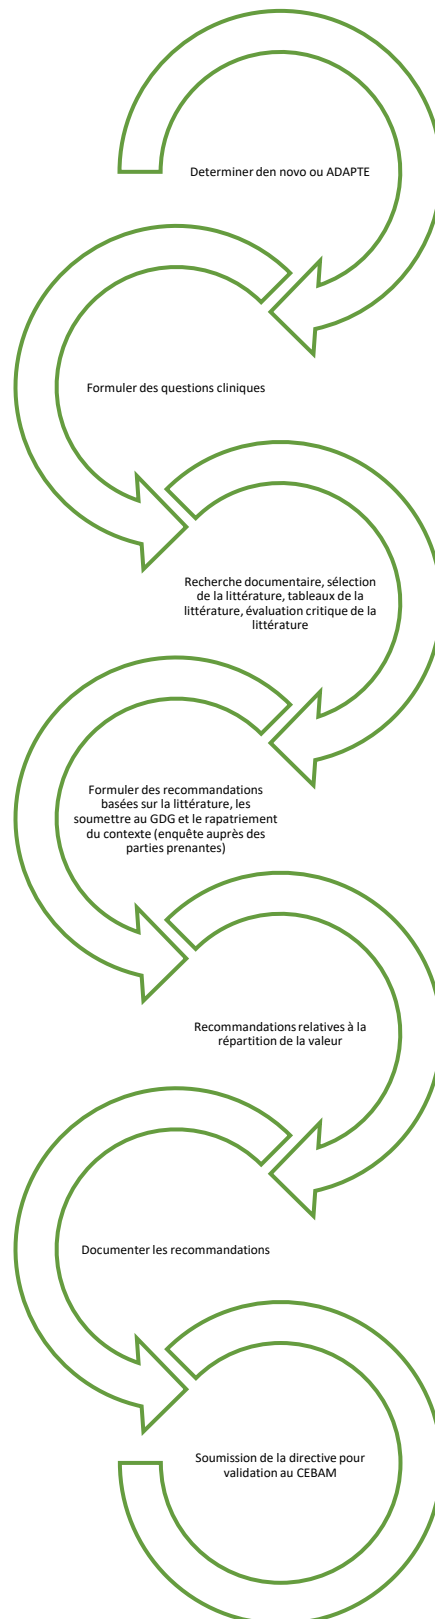 Determiner den novo ou ADAPTE
Formuler des questions cliniques
Recherche documentaire, sélection
de la littérature, tableaux de la
littérature, évaluation critique de la
littérature
Formuler des recommandations
basées sur la littérature, les
soumettre au GDG et le rapatriement
du contexte (enquête auprès des
parties prenantes)
Recommandations relatives à la
répartition de la valeur
Documenter les recommandations
Soumission de la directive pour
validation au CEBAM